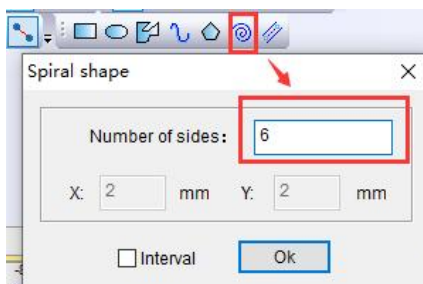 Spiral shape
Number of sides: 6
X: 2 mm Y: 2 mm
Interval Ok